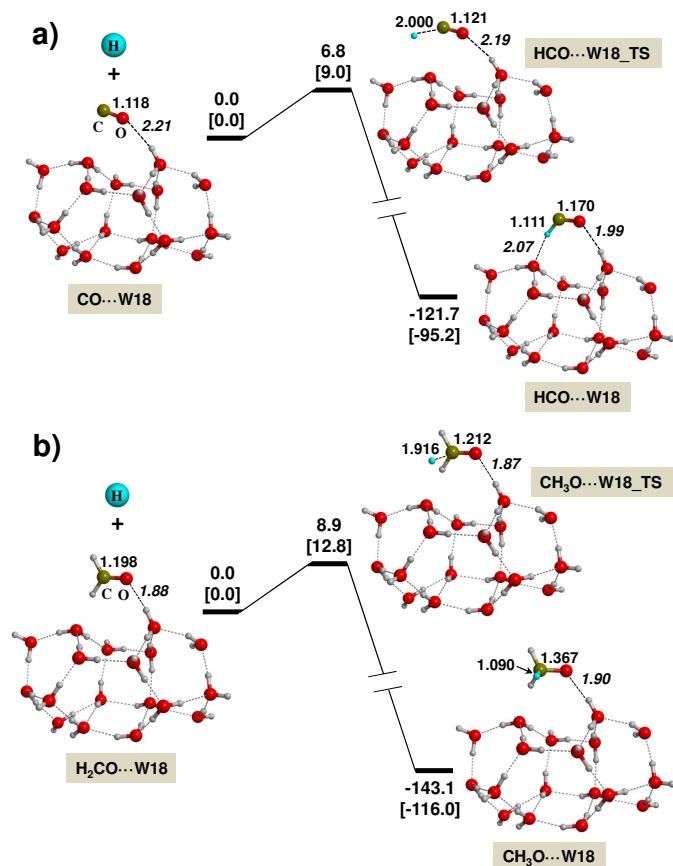 a)
H
+
1.118
C O
2.21
CO···W18
0.0
[0.0]
6.8
[9.0]
2.000
1.121
2.19
HCO···W18_TS
1.170
1.111
1.99
2.07
-121.7
[-95.2]
HCO···W18
b)
H
+
1.198
C O
1.88
H₂CO···W18
0.0
[0.0]
8.9
[12.8]
1.916
1.212
1.87
CH₃O···W18_TS
1.367
1.090
1.90
-143.1
[-116.0]
CH₃O···W18